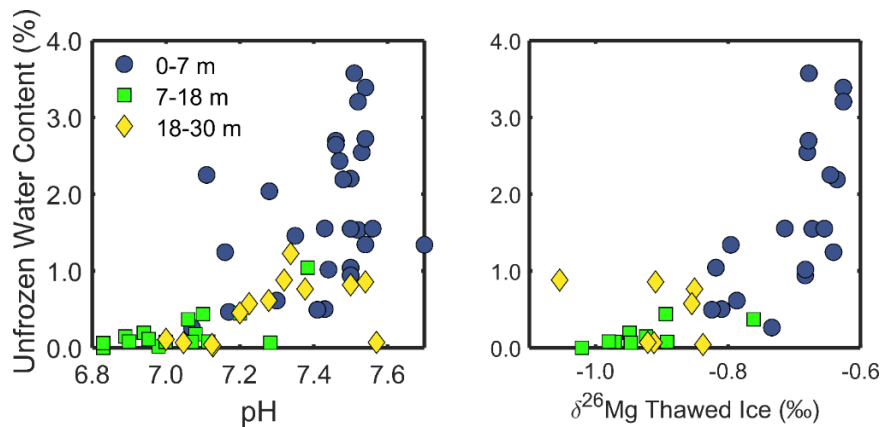 Unfrozen Water Content (%)
4.0
3.0
2.0
1.0
0.0
0-7 m
7-18 m
18-30 m
6.8 7.0 7.2 7.4 7.6
pH
4.0
3.0
2.0
1.0
0.0
-1.0 -0.8 -0.6
δ²⁶Mg Thawed Ice (‰)